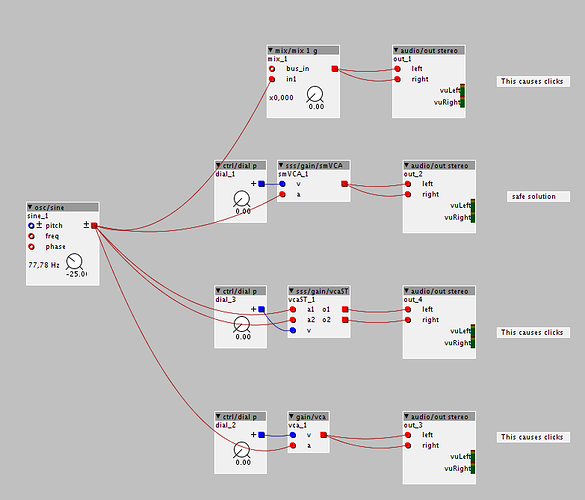 ▼ mix/mix 1 g
mix_1
bus_in
in1
x0,000
0.00
▼ audio/out stereo
out_1
left
right
vuLeft
vuRight
This causes clicks
▼ ctrl/dial p
dial_1
+
0.00
▼ sss/gain/smVCA
smVCA_1
v
a
▼ audio/out stereo
out_2
left
right
vuLeft
vuRight
safe solution
▼ osc/sine
sine_1
± pitch ±
freq
phase
77,78 Hz
▼ ctrl/dial p
dial_3
+
0.00
▼ sss/gain/vcaST
vcaST_1
a1 o1
a2 o2
v
▼ audio/out stereo
out_4
left
right
vuLeft
vuRight
This causes clicks
▼ ctrl/dial p
dial_2
+
0.00
▼ gain/vca
vca_1
v
a
▼ audio/out stereo
out_3
left
right
vuLeft
vuRight
This causes clicks